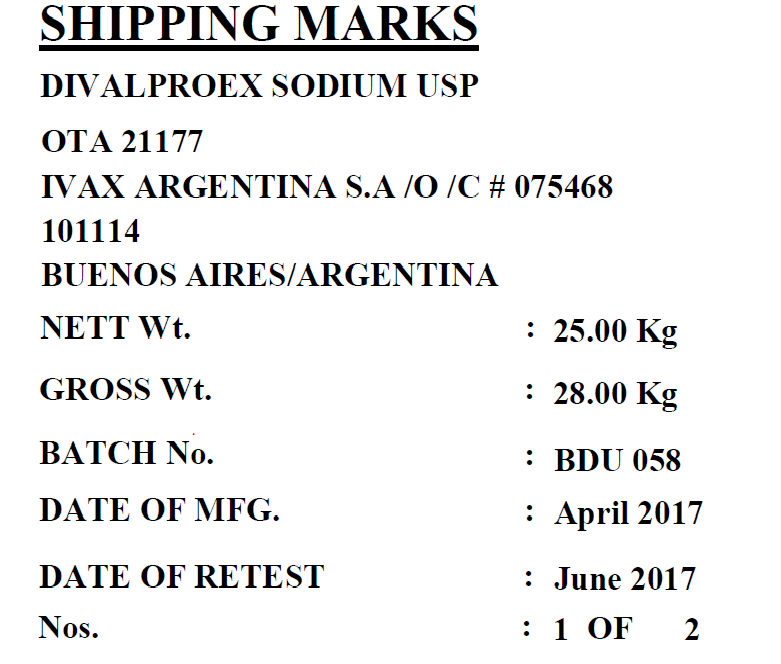 SHIPPING MARKS
DIVALPROEX SODIUM USP
OTA 21177
IVAX ARGENTINA S.A /O /C # 075468
101114
BUENOS AIRES/ARGENTINA
NETT Wt. : 25.00 Kg
GROSS Wt. : 28.00 Kg
BATCH No. : BDU 058
DATE OF MFG. : April 2017
DATE OF RETEST : June 2017
Nos. : 1 OF 2